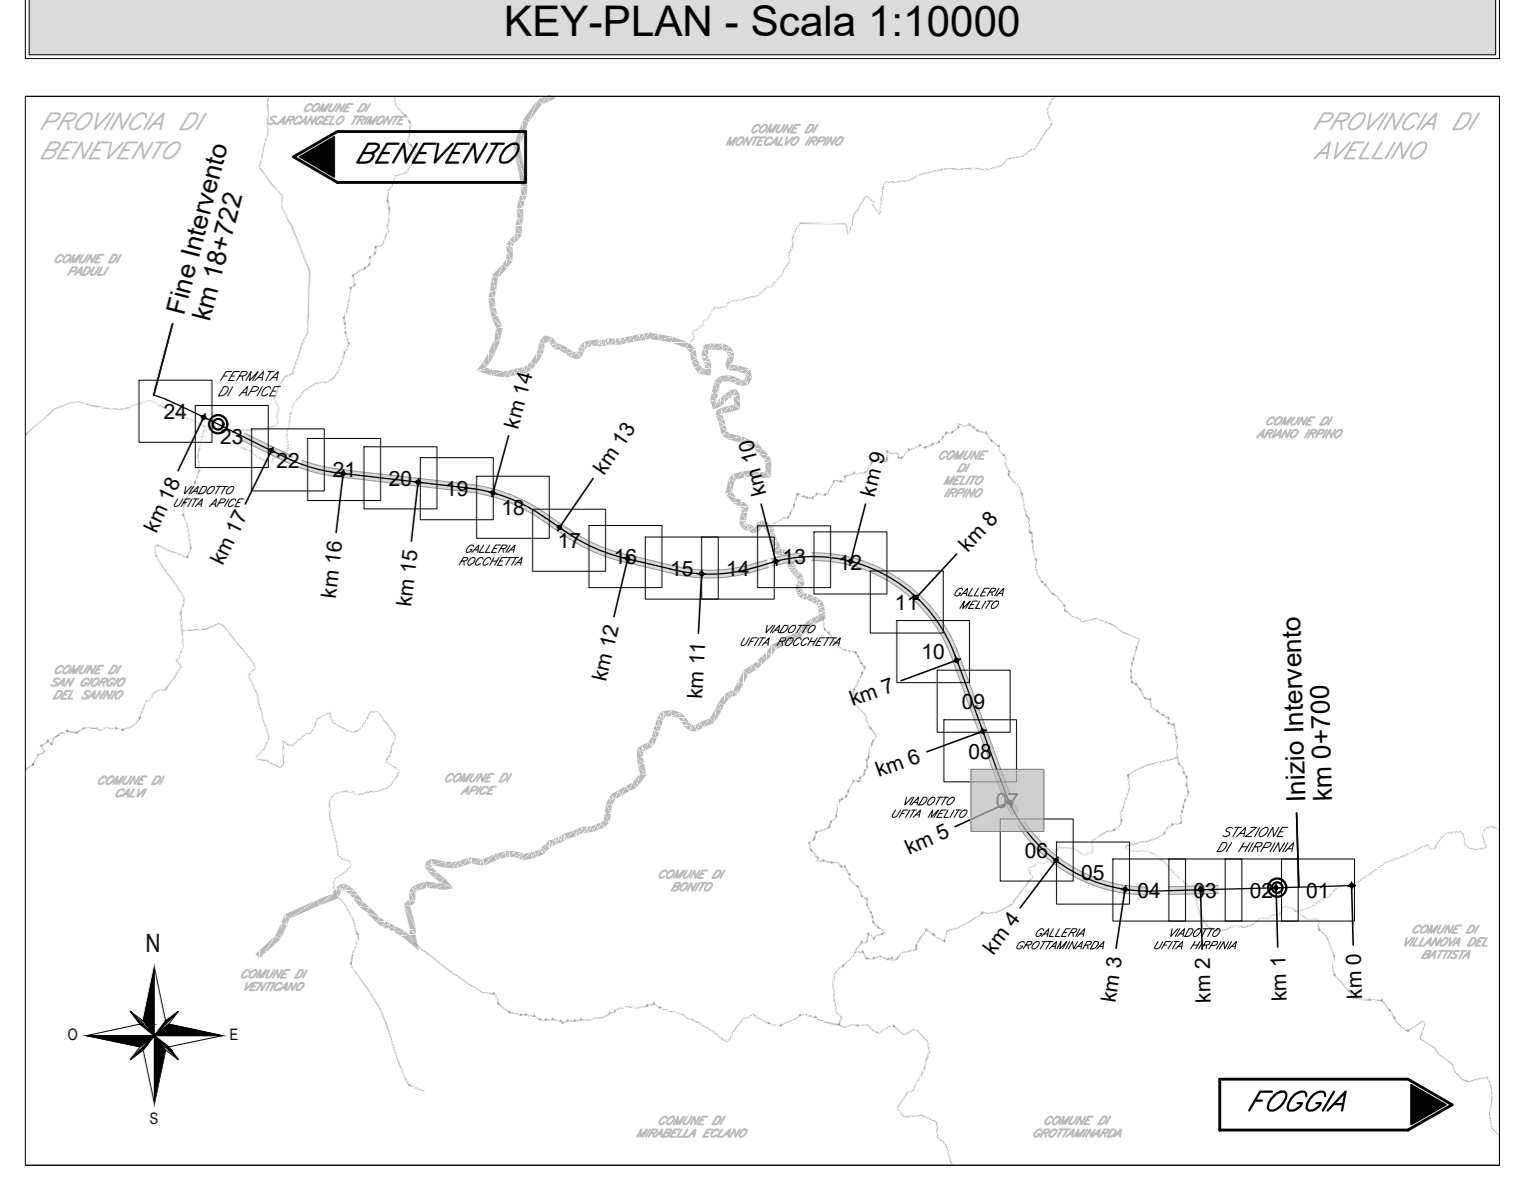 KEY-PLAN - Scala 1:10000
PROVINCIA DI
BENEVENTO
COMUNE DI
S.ARCANGELO TRIMONTE
BENEVENTO
COMUNE DI
MONTECALVO IRPINO
PROVINCIA DI
AVELLINO
COMUNE DI
PADULI
Fine Intervento
km 18+722
FERMATA
DI APICE
24
23
22
21
20
19
18
17
16
15
14
13
12
11
10
09
08
07
06
05
04
03
02
01
km 18
VIADOTTO
UFITA APICE
km 17
km 16
km 15
km 14
GALLERIA
ROCCHETTA
km 13
km 12
km 11
km 10
VIADOTTO
UFITA ROCCHETTA
km 9
km 8
GALLERIA
MELITO
km 7
km 6
VIADOTTO
UFITA MELITO
km 5
km 4
GALLERIA
GROTTAMINARDA
km 3
VIADOTTO
UFITA HIRPINIA
km 2
km 1
km 0
STAZIONE
DI HIRPINIA
Inizio Intervento
km 0+700
COMUNE DI
ARIANO IRPINO
COMUNE
DI
MELITO
IRPINO
COMUNE DI
SAN GIORGIO
DEL SANNIO
COMUNE DI
CALVI
COMUNE DI
APICE
COMUNE DI
BONITO
COMUNE DI
VENTICANO
COMUNE DI
VILLANOVA DEL
BATTISTA
N
O
E
S
COMUNE DI
MIRABELLA ECLANO
COMUNE DI
GROTTAMINARDA
FOGGIA